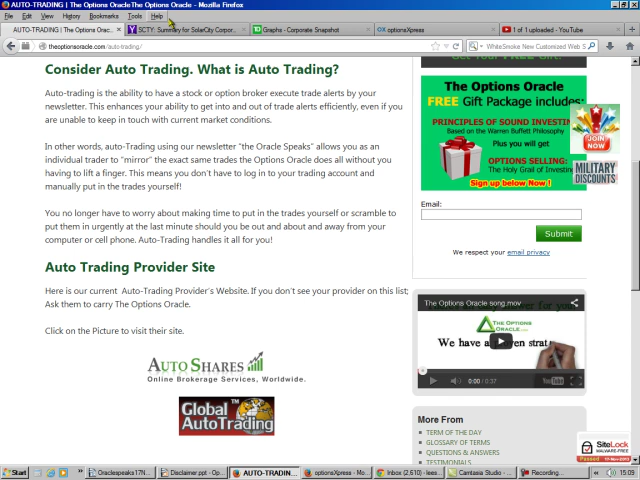 AUTO-TRADING | The Options OracleThe Options Oracle - Mozilla Firefox
File Edit View History Bookmarks Tools Help
AUTO-TRADING | The Options Orac...
SCTY: Summary for SolarCity Corpor...
Graphs - Corporate Snapshot
optionsXpress
1 of 1 uploaded - YouTube
theoptionsoracle.com/auto-trading/
WhiteSmoke New Customized Web S
Consider Auto Trading. What is Auto Trading?
Auto-trading is the ability to have a stock or option broker execute trade alerts by your
newsletter. This enhances your ability to get into and out of trade alerts efficiently, even if you
are unable to keep in touch with current market conditions.
In other words, auto-Trading using our newsletter "the Oracle Speaks" allows you as an
individual trader to "mirror" the exact same trades the Options Oracle does all without you
having to lift a finger. This means you don't have to log in to your trading account and
manually put in the trades yourself!
You no longer have to worry about making time to put in the trades yourself or scramble to
put them in urgently at the last minute should you be out and about and away from your
computer or cell phone. Auto-Trading handles it all for you!
Auto Trading Provider Site
Here is our current Auto-Trading Provider's Website. If you don't see your provider on this list;
Ask them to carry The Options Oracle.
Click on the Picture to visit their site.
AUTO SHARES
Online Brokerage Services, Worldwide.
Global
AutoTrading
TM
Get Your FREE Gift!
The Options Oracle
FREE Gift Package includes:
PRINCIPLES OF SOUND INVESTIN
Based on the Warren Buffett Philosophy
Plus you will get
OPTIONS SELLING:
The Holy Grail of Investing
Sign up below Now !
JOIN
NOW
MILITARY
DISCOUNTS
Email:
Submit
We respect your email privacy
The Options Oracle song.mov
THE OPTIONS
ORACLE.com
We have a proven strat
0:00 / 0:37
YouTube
More From
TERM OF THE DAY
GLOSSARY OF TERMS
QUESTIONS & ANSWERS
TESTIMONIALS
SiteLock
MALWARE-FREE
Passed 17-Nov-2013
Start
Oraclespeaks17N...
Disclaimer.ppt - Op...
AUTO-TRADIN...
optionsXpress - Mo...
Inbox (2,610) - lees...
Camtasia Studio - ...
Recording...
15:09